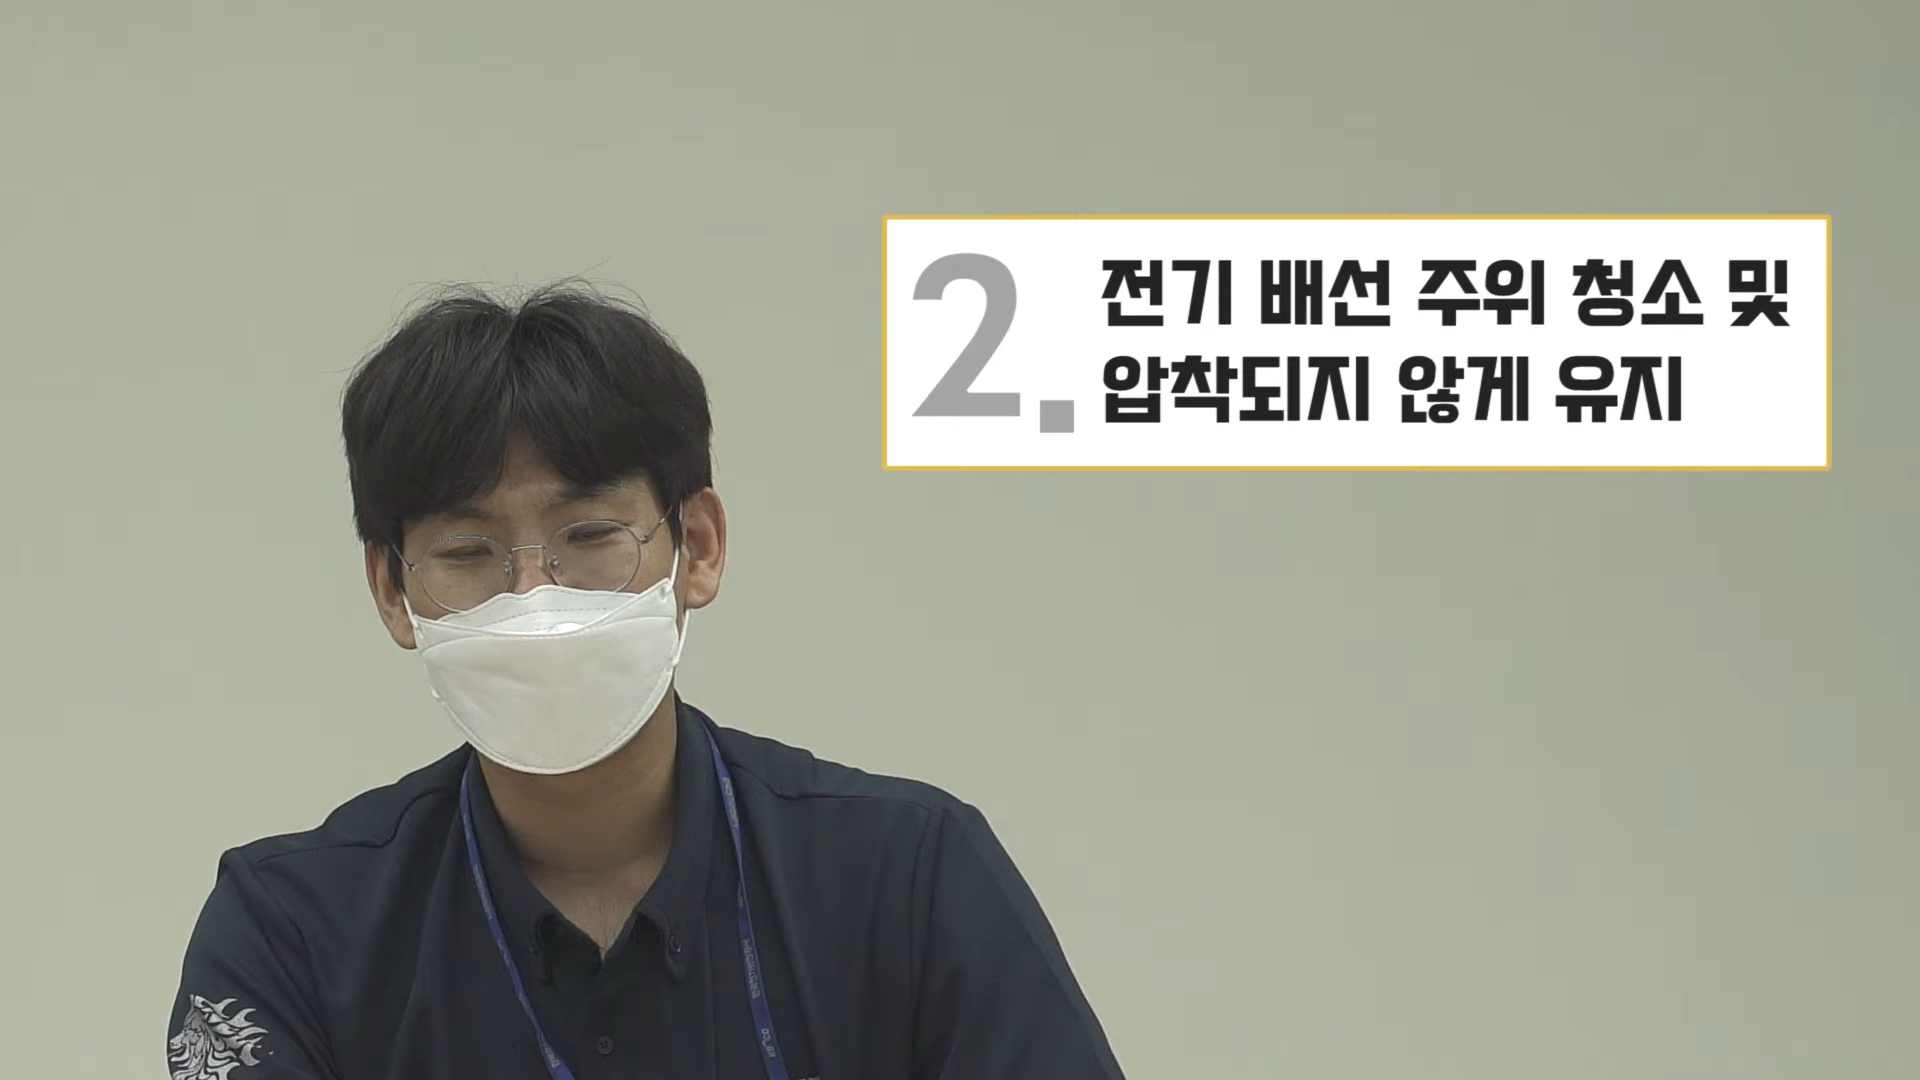 2. 전기 배선 주위 청소 및
압착되지 않게 유지